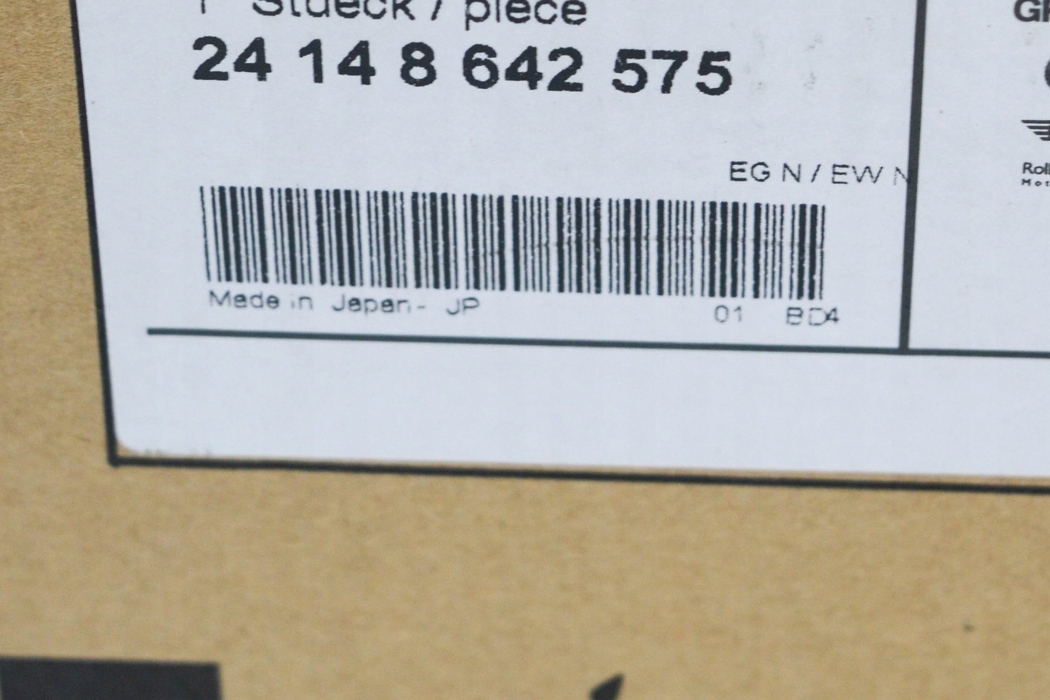 1 Stueck / piece
24 14 8 642 575
EG N / EW N
Made in Japan- JP
01 BD4